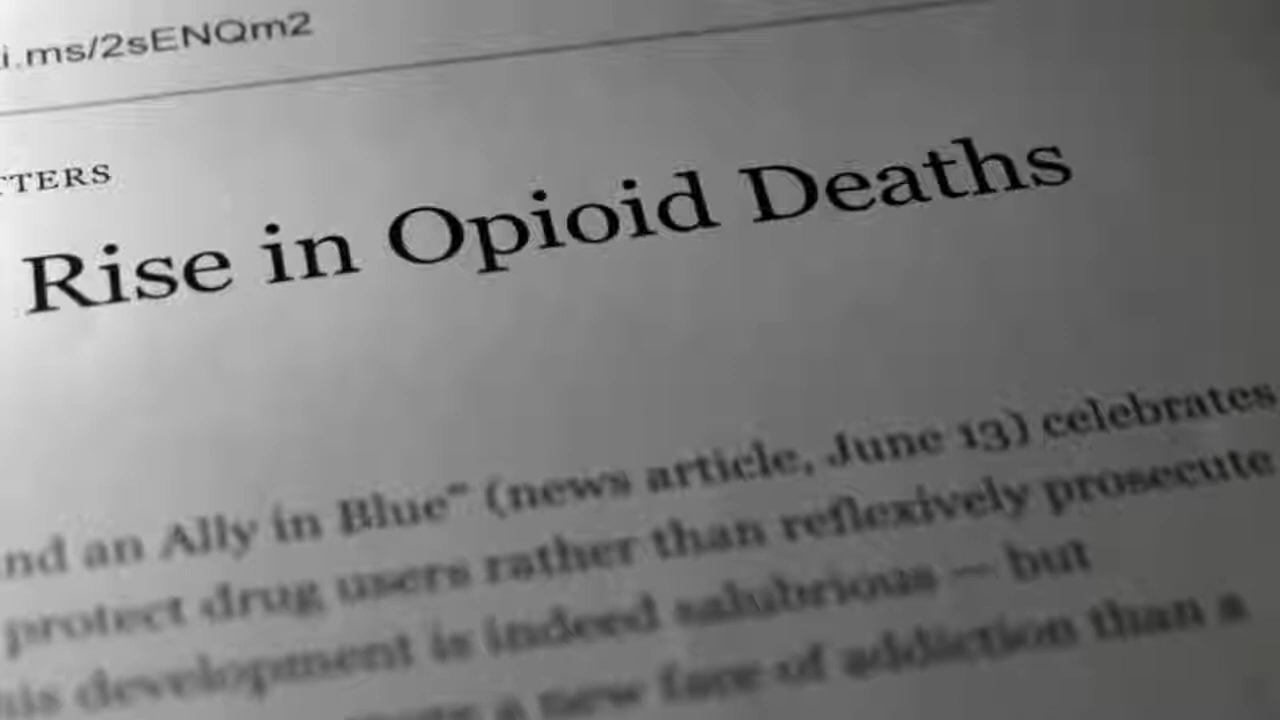 i.ms/2sENQm2
TTERS
Rise in Opioid Deaths
nd an Ally in Blue" (news article, June 13) celebrates
protect drug users rather than reflexively prosecute
is development is indeed salubrious — but
a new face of addiction than a